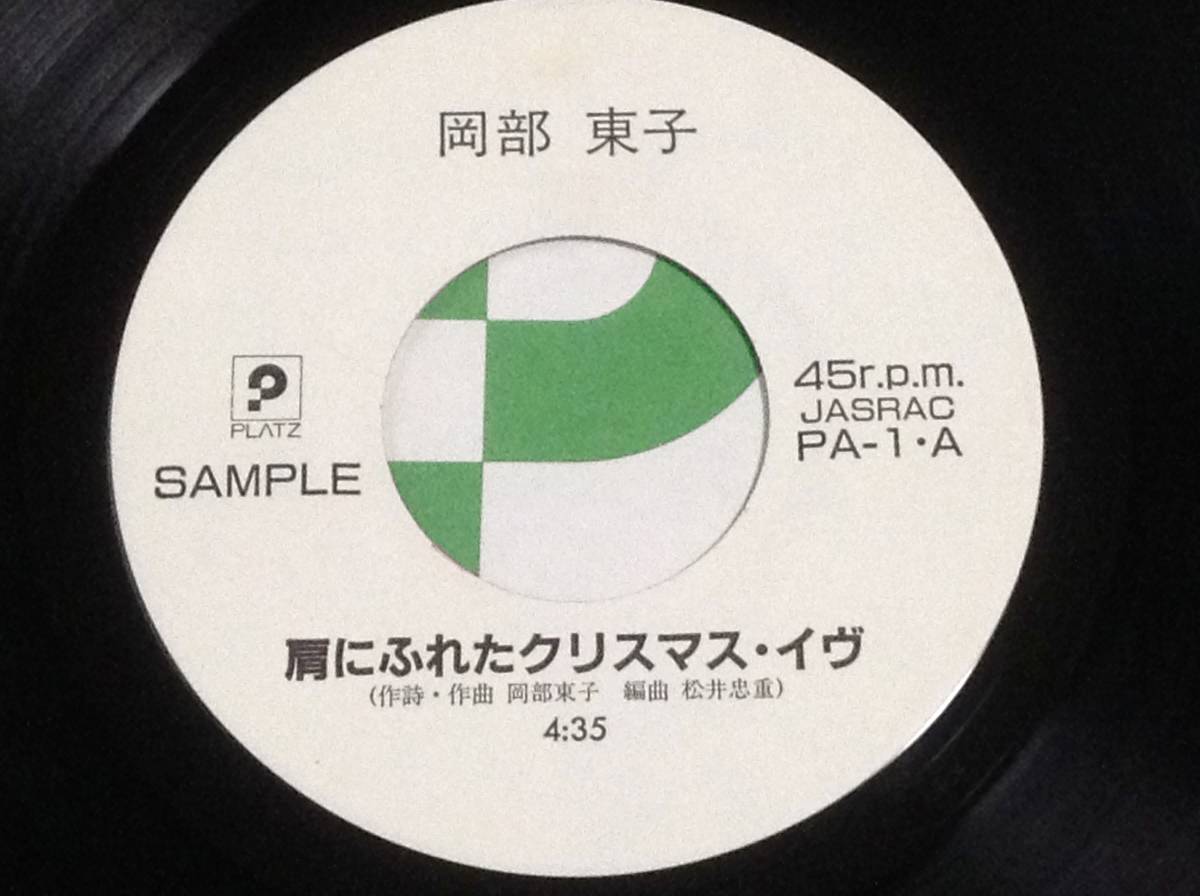 岡部 東子
PLATZ
SAMPLE
45r.p.m.
JASRAC
PA-1・A
肩にふれたクリスマス・イヴ
(作詩・作曲 岡部東子 編曲 松井忠重)
4:35